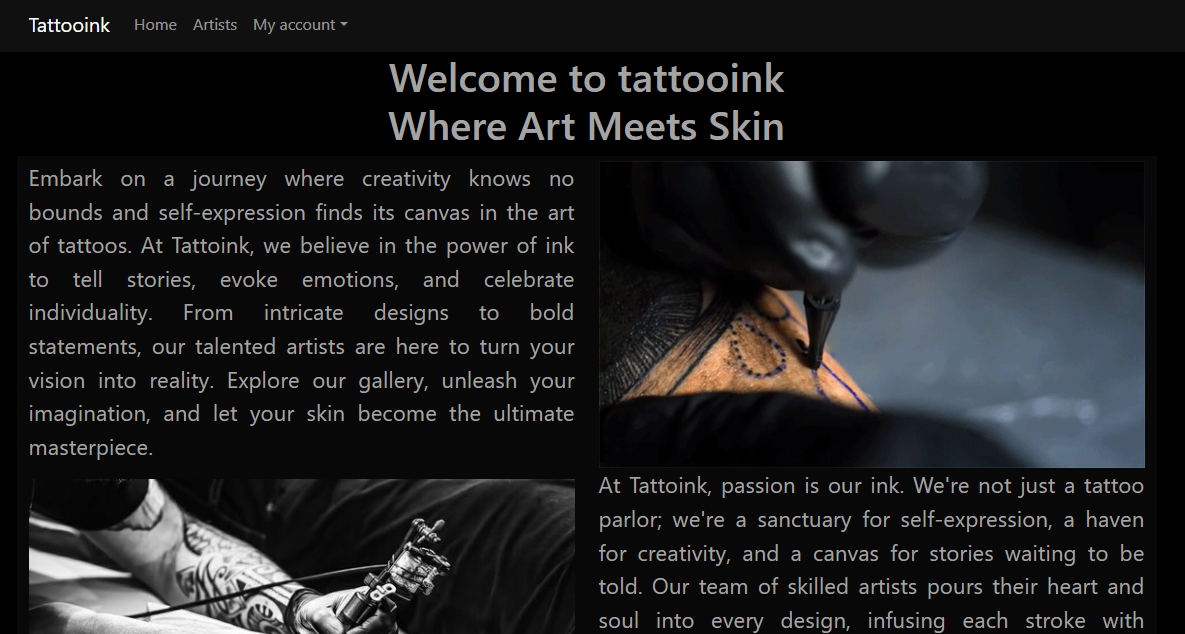 Tattooink Home Artists My account
Welcome to tattooink
Where Art Meets Skin
Embark on a journey where creativity knows no
bounds and self-expression finds its canvas in the art
of tattoos. At Tattoink, we believe in the power of ink
to tell stories, evoke emotions, and celebrate
individuality. From intricate designs to bold
statements, our talented artists are here to turn your
vision into reality. Explore our gallery, unleash your
imagination, and let your skin become the ultimate
masterpiece.
At Tattoink, passion is our ink. We're not just a tattoo
parlor; we're a sanctuary for self-expression, a haven
for creativity, and a canvas for stories waiting to be
told. Our team of skilled artists pours their heart and
soul into every design, infusing each stroke with